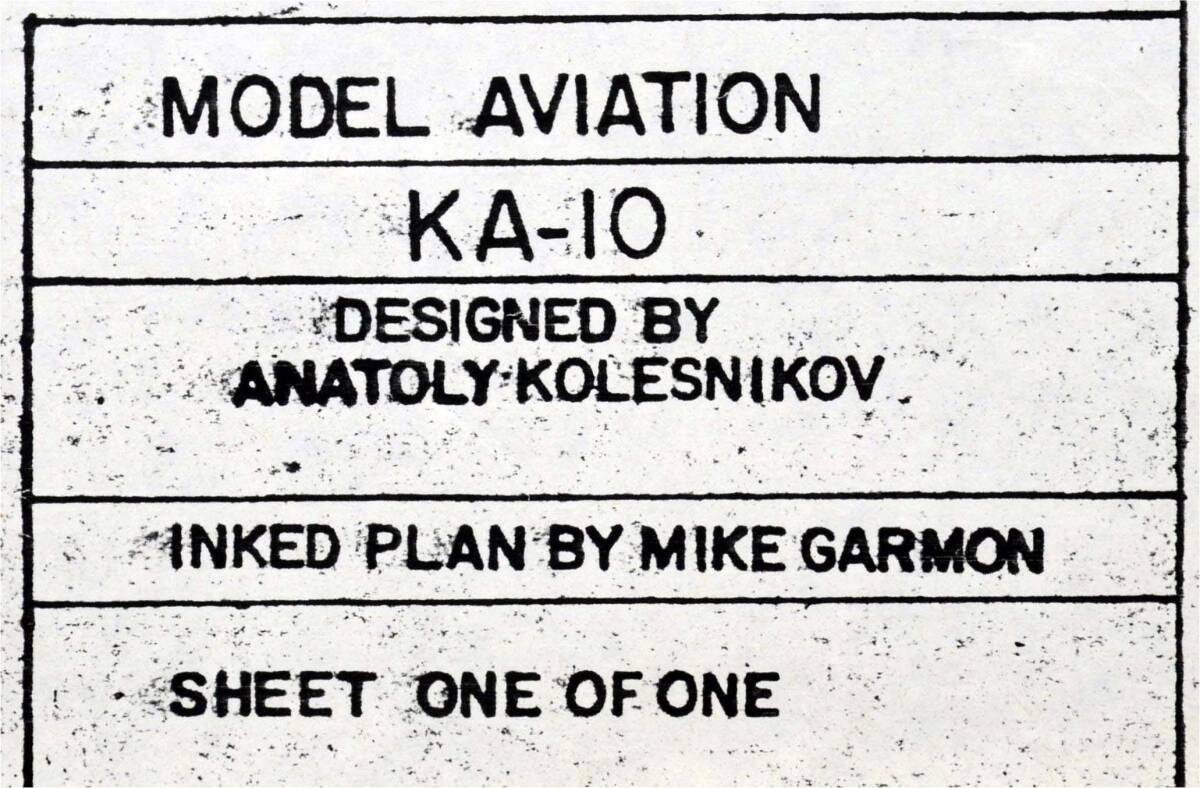 MODEL AVIATION
KA-10
DESIGNED BY
ANATOLY KOLESNIKOV
INKED PLAN BY MIKE GARMON
SHEET ONE OF ONE